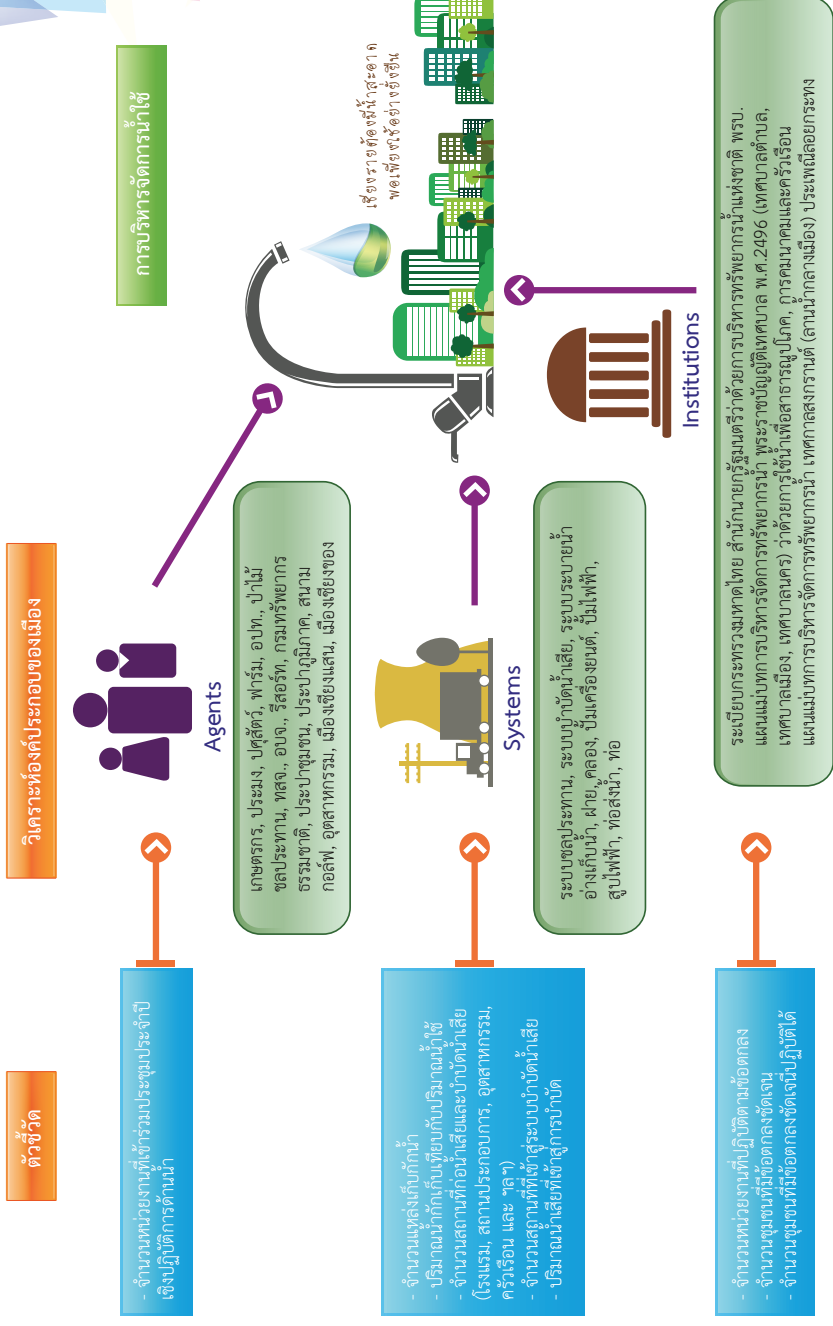 ตัวชี้วัด
วิเคราะห์องค์ประกอบของเมือง
การบริหารจัดการน้ำใช้
- จำนวนหน่วยงานที่เข้าร่วมประชุมประจำปี
เชิงปฏิบัติการด้านน้ำ
Agents
เกษตรกร, ประมง, ปศุสัตว์, ฟาร์ม, อปท., ป่าไม้
ชลประทาน, ทสจ., อบจ., รีสอร์ท, กรมทรัพยากร
ธรรมชาติ, ประปาชุมชน, ประปาภูมิภาค, สนาม
กอล์ฟ, อุตสาหกรรม, เมืองเชียงแสน, เมืองเชียงของ
เชียงรายต้องมีน้ำสะอาด
พอเพียงใช้อย่างยั่งยืน
- จำนวนแหล่งเก็บกักน้ำ
- ปริมาณน้ำกักเก็บเทียบกับปริมาณน้ำใช้
- จำนวนสถานที่ก่อน้ำเสียและบำบัดน้ำเสีย
(โรงแรม, สถานประกอบการ, อุตสาหกรรม,
ครัวเรือน และ ฯลฯ)
- จำนวนสถานที่ที่เข้าสู่ระบบบำบัดน้ำเสีย
- ปริมาณน้ำเสียที่เข้าสู่การบำบัด
Systems
ระบบชลประทาน, ระบบบำบัดน้ำเสีย, ระบบระบายน้ำ
อ่างเก็บน้ำ, ฝาย, คลอง, ปั๊มเครื่องยนต์, ปั๊มไฟฟ้า,
สูบไฟฟ้า, ท่อส่งน้ำ, ท่อ
- จำนวนหน่วยงานที่ปฏิบัติตามข้อตกลง
- จำนวนชุมชนที่มีข้อตกลงชัดเจน
- จำนวนชุมชนที่มีข้อตกลงชัดเจนปฏิบัติได้
Institutions
ระเบียบกระทรวงมหาดไทย สำนักนายกรัฐมนตรีว่าด้วยการบริหารทรัพยากรน้ำแห่งชาติ พรบ.
แผนแม่บทการบริหารจัดการทรัพยากรน้ำ พระราชบัญญัติเทศบาล พ.ศ.2496 (เทศบาลตำบล,
เทศบาลเมือง, เทศบาลนคร) ว่าด้วยการใช้น้ำเพื่อสาธารณูปโภค, การคมนาคมและครัวเรือน
แผนแม่บทการบริหารจัดการทรัพยากรน้ำ เทศกาลสงกรานต์ (ลานน้ำกลางเมือง) ประเพณีลอยกระทง